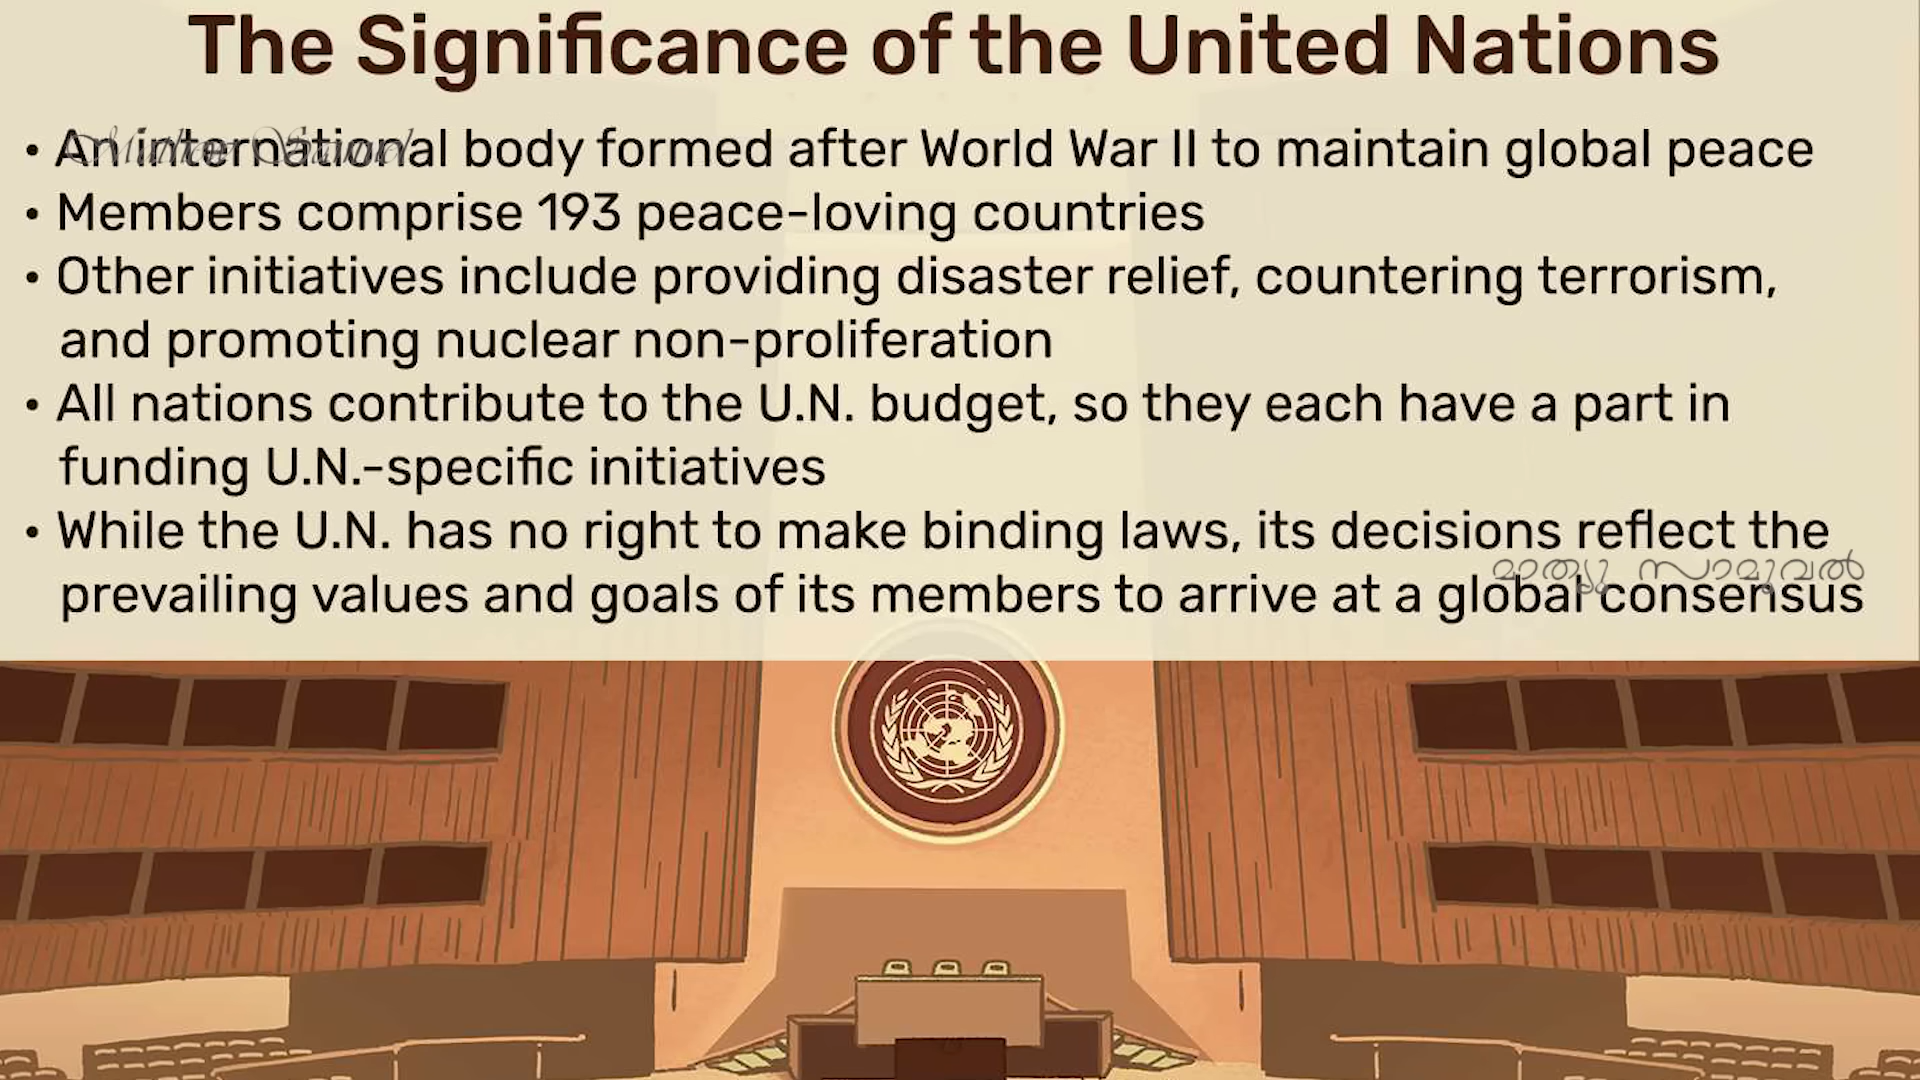 The Significance of the United Nations
• An international body formed after World War II to maintain global peace
Mathew Samuel
• Members comprise 193 peace-loving countries
• Other initiatives include providing disaster relief, countering terrorism,
and promoting nuclear non-proliferation
• All nations contribute to the U.N. budget, so they each have a part in
funding U.N.-specific initiatives
• While the U.N. has no right to make binding laws, its decisions reflect the
മാത്യു സാമുവൽ
prevailing values and goals of its members to arrive at a global consensus